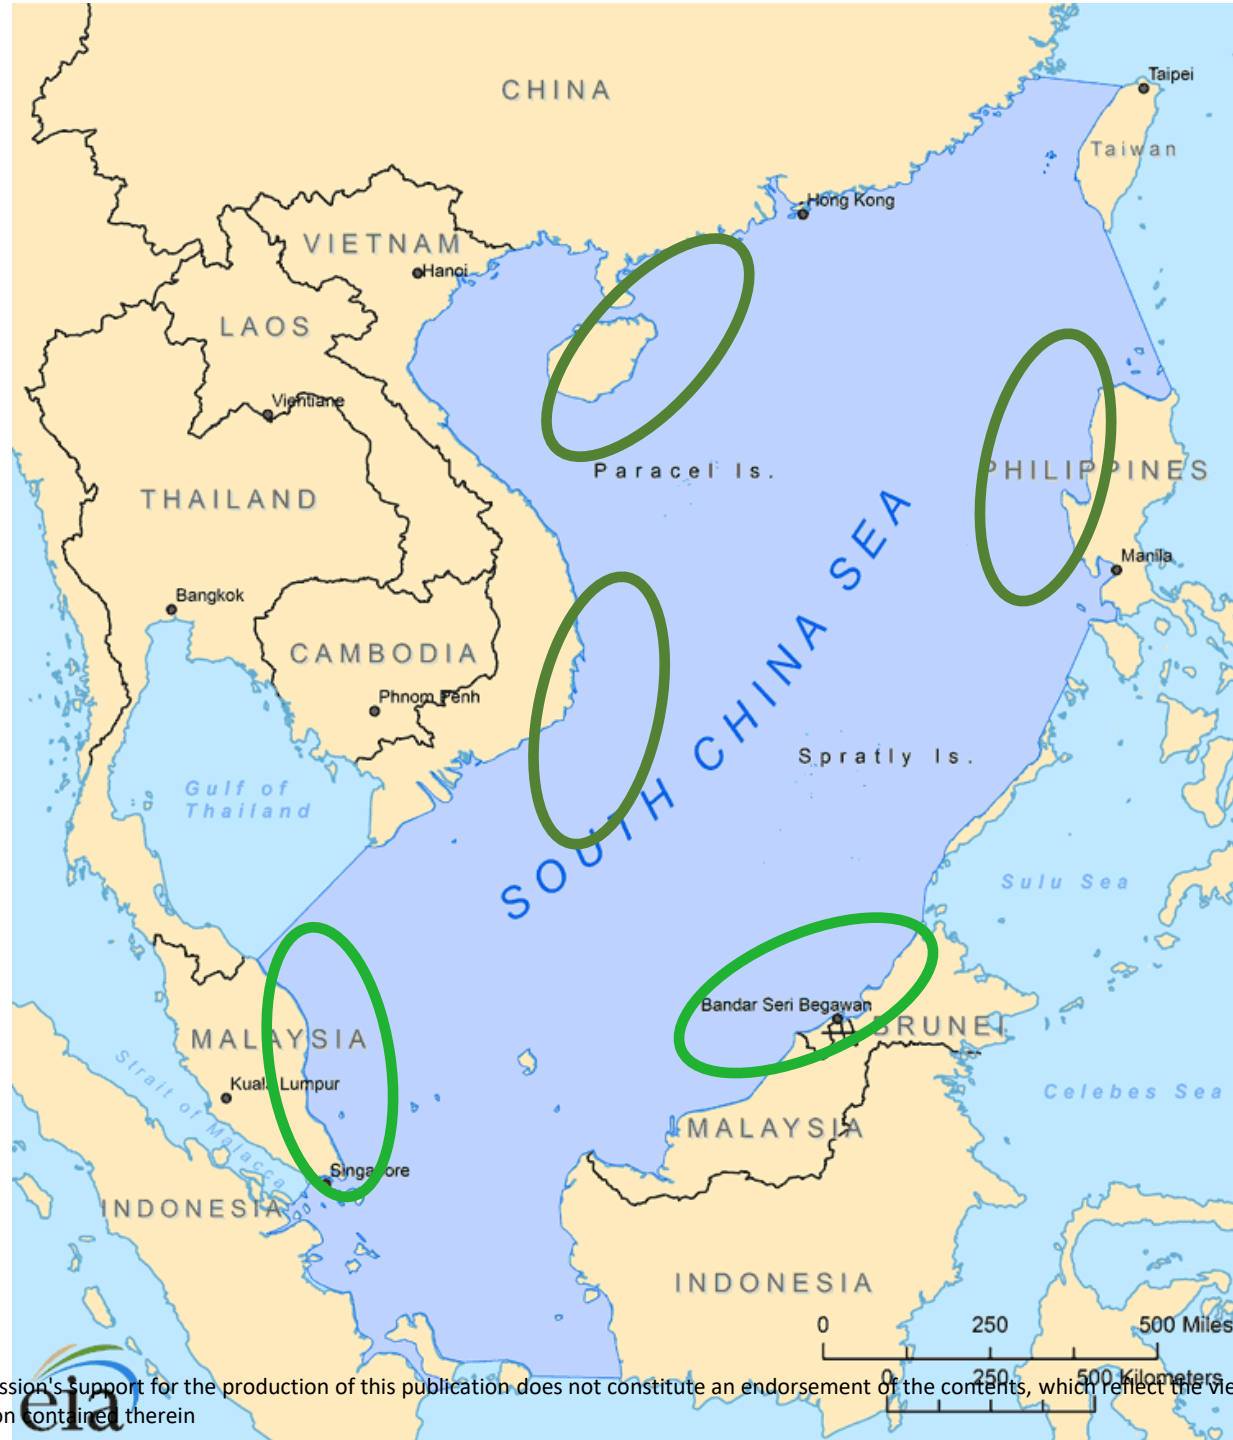 Taipei
CHINA
Taiwan
Hong Kong
VIETNAM
Hanoi
LAOS
Vientiane
Paracel Is.
PHILIPPINES
THAILAND
Manila
Bangkok
CAMBODIA
Phnom Penh
SOUTH CHINA SEA
Spratly Is.
Gulf of
Thailand
Sulu Sea
Bandar Seri Begawan
BRUNEI
MALAYSIA
Kuala Lumpur
Strait of Malacca
Celebes Sea
MALAYSIA
Singapore
INDONESIA
INDONESIA
0 250 500 Miles
0 250 500 Kilometers
eia
ssion's support for the production of this publication does not constitute an endorsement of the contents, which reflect the vie
on contained therein